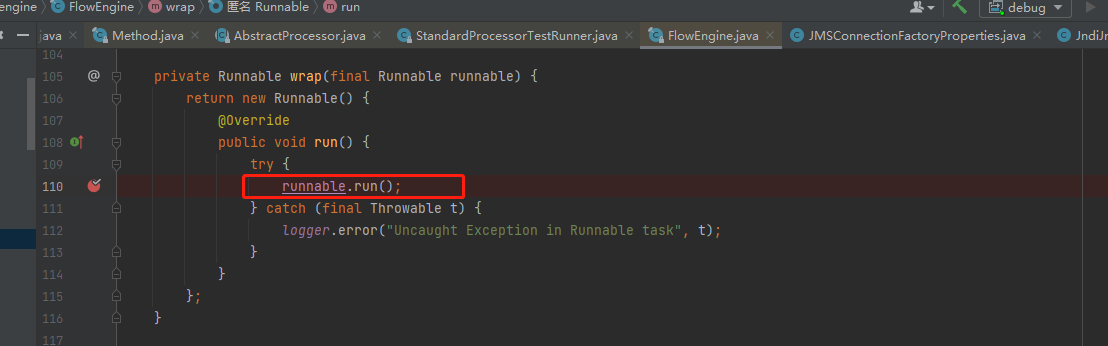 engine FlowEngine wrap 匿名 Runnable run debug
java Method.java AbstractProcessor.java StandardProcessorTestRunner.java FlowEngine.java JMSConnectionFactoryProperties.java
104
105 @ private Runnable wrap(final Runnable runnable) {
106 return new Runnable() {
107 @Override
108 public void run() {
109 try {
110 runnable.run();
111 } catch (final Throwable t) {
112 logger.error("Uncaught Exception in Runnable task", t);
113 }
114 }
115 };
116 }
117